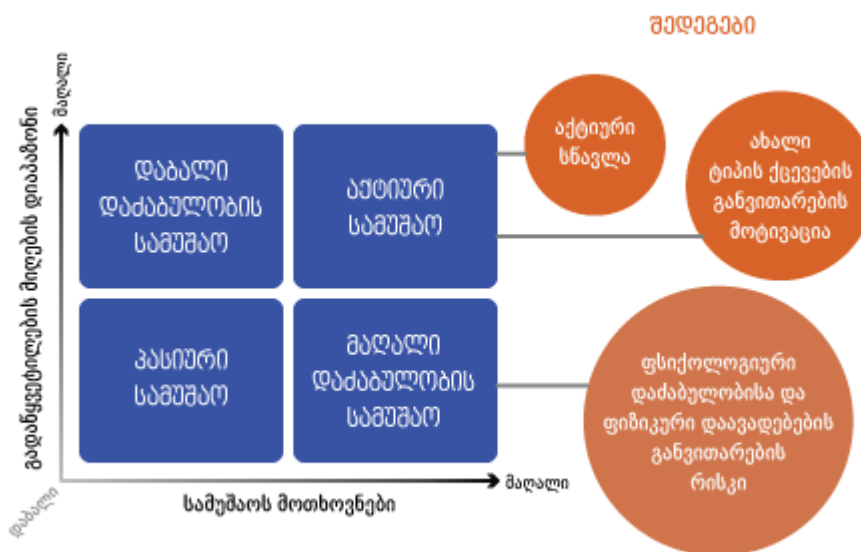 შედეგები
მაღალი
გადაწყვეტილების მიღების დიაპაზონი
დაბალი
დაძაბულობის
სამუშაო
აქტიური
სამუშაო
აქტიური
სწავლა
ახალი
ტიპის ქცევების
განვითარების
მოტივაცია
პასიური
სამუშაო
მაღალი
დაძაბულობის
სამუშაო
ფსიქოლოგიური
დაძაბულობისა და
ფიზიკური დაავადებების
განვითარების
რისკი
დაბალი
სამუშაოს მოთხოვნები
მაღალი